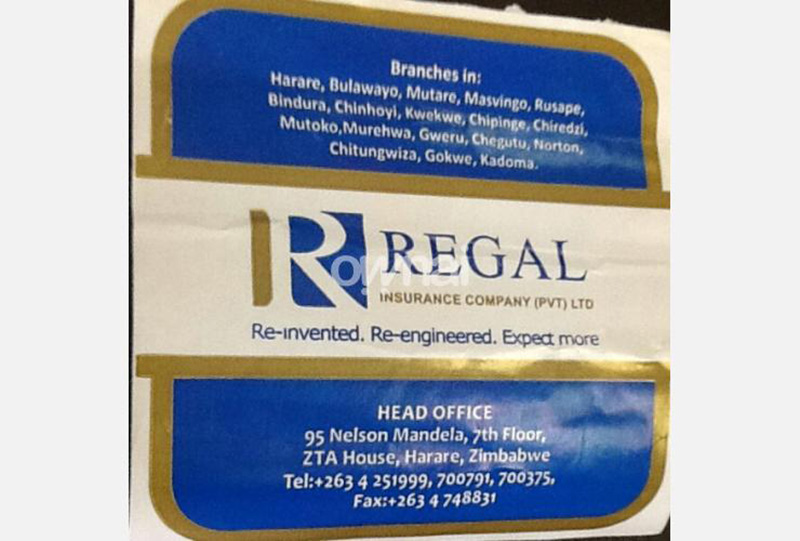 Branches in:
Harare, Bulawayo, Mutare, Masvingo, Rusape,
Bindura, Chinhoyi, Kwekwe, Chipinge, Chiredzi,
Mutoko,Murehwa, Gweru, Chegutu, Norton,
Chitungwiza, Gokwe, Kadoma.
R REGAL
INSURANCE COMPANY (PVT) LTD
Re-invented. Re-engineered. Expect more
HEAD OFFICE
95 Nelson Mandela, 7th Floor,
ZTA House, Harare, Zimbabwe
Tel:+263 4 251999, 700791, 700375,
Fax:+263 4 748831